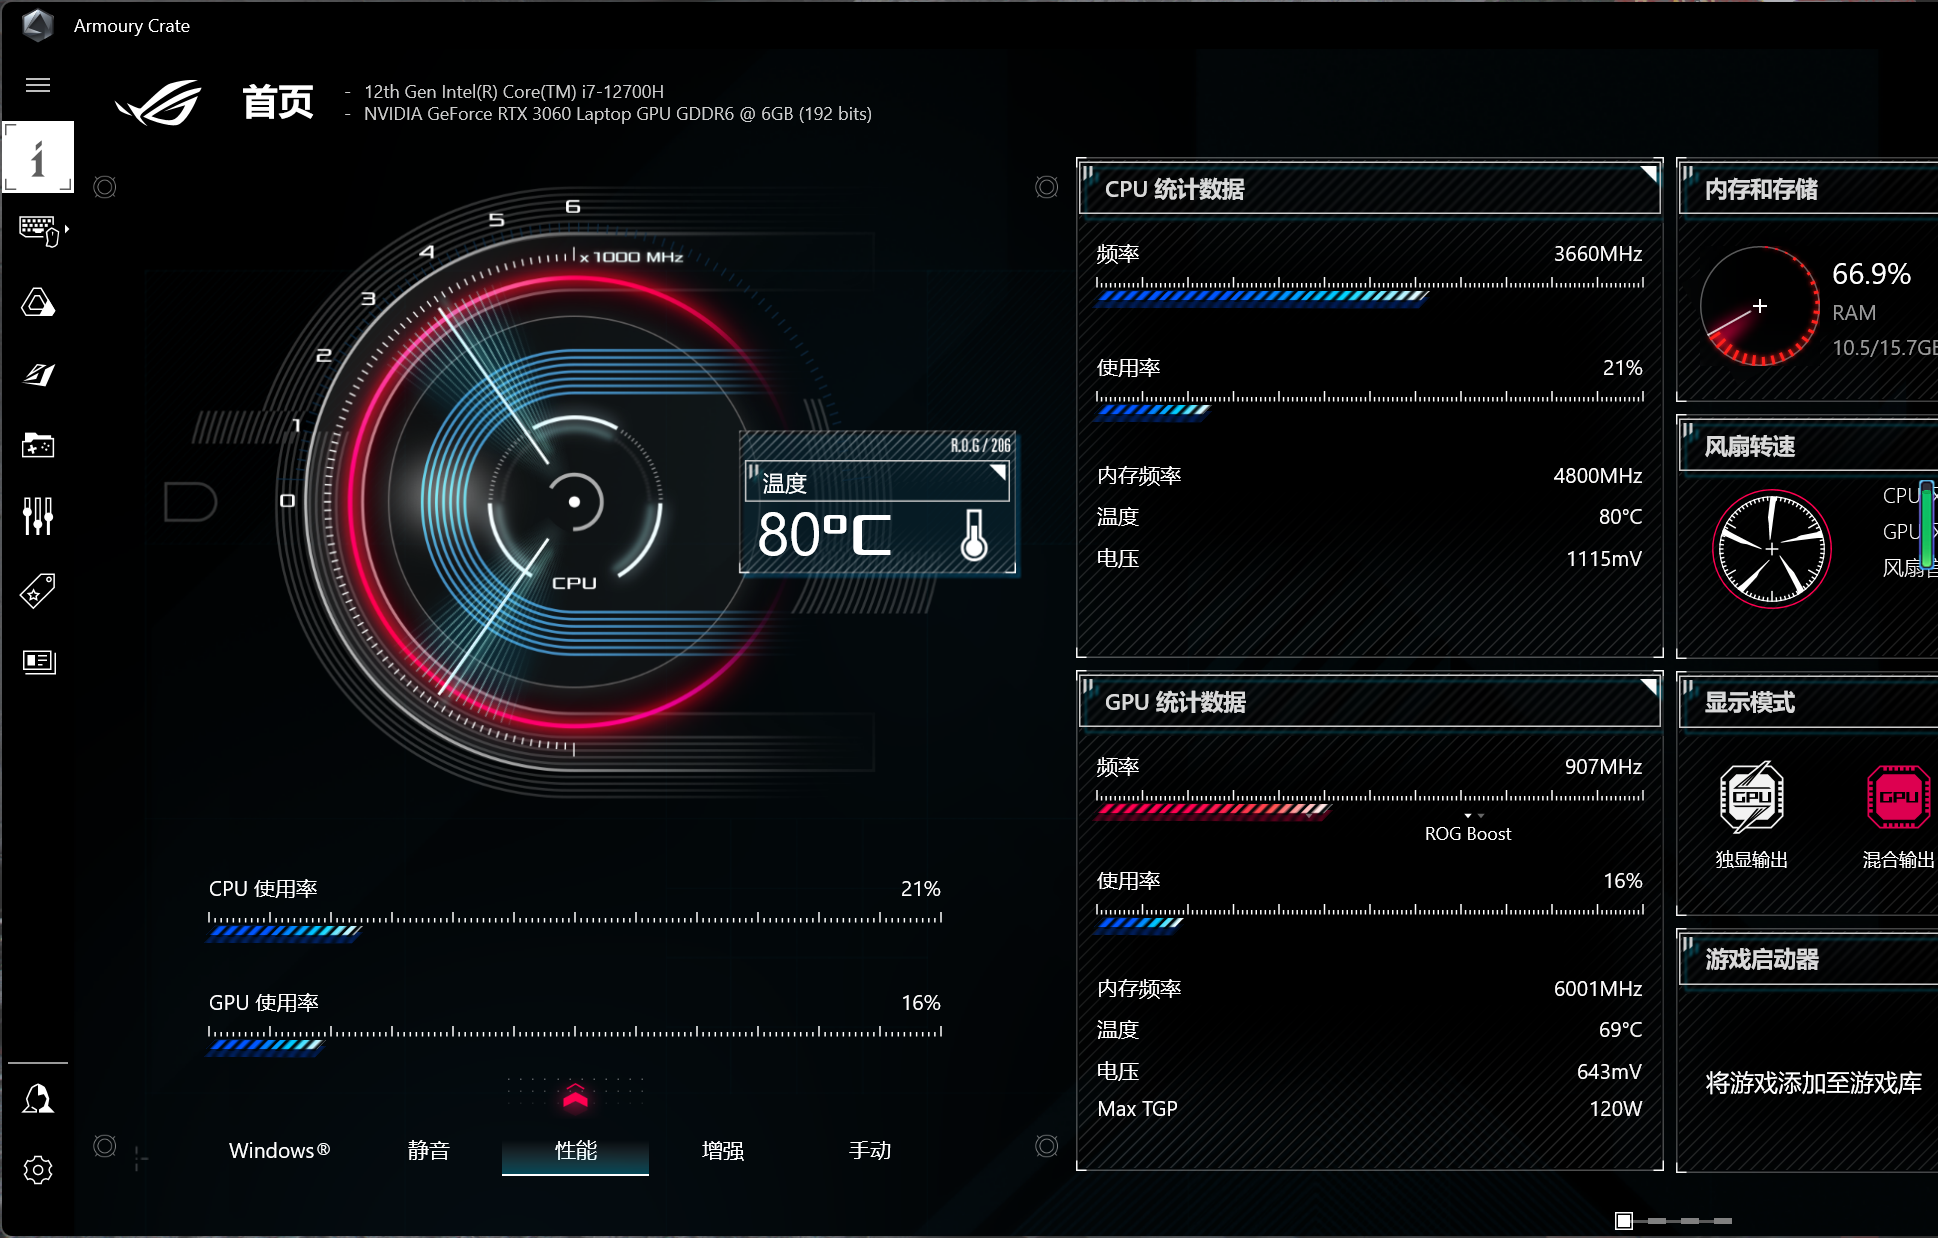 Armoury Crate
首页
- 12th Gen Intel(R) Core(TM) i7-12700H
- NVIDIA GeForce RTX 3060 Laptop GPU GDDR6 @ 6GB (192 bits)
0
1
2
3
4
5
6
x 1000 MHz
CPU
R.O.G / 206
温度
80°C
CPU 使用率
21%
GPU 使用率
16%
Windows®
静音
性能
增强
手动
CPU 统计数据
频率
3660MHz
使用率
21%
内存频率
4800MHz
温度
80°C
电压
1115mV
GPU 统计数据
频率
907MHz
ROG Boost
使用率
16%
内存频率
6001MHz
温度
69°C
电压
643mV
Max TGP
120W
内存和存储
66.9%
RAM
10.5/15.7GB
风扇转速
CPU
GPU
风扇
显示模式
GPU
独显输出
GPU
混合输出
游戏启动器
将游戏添加至游戏库